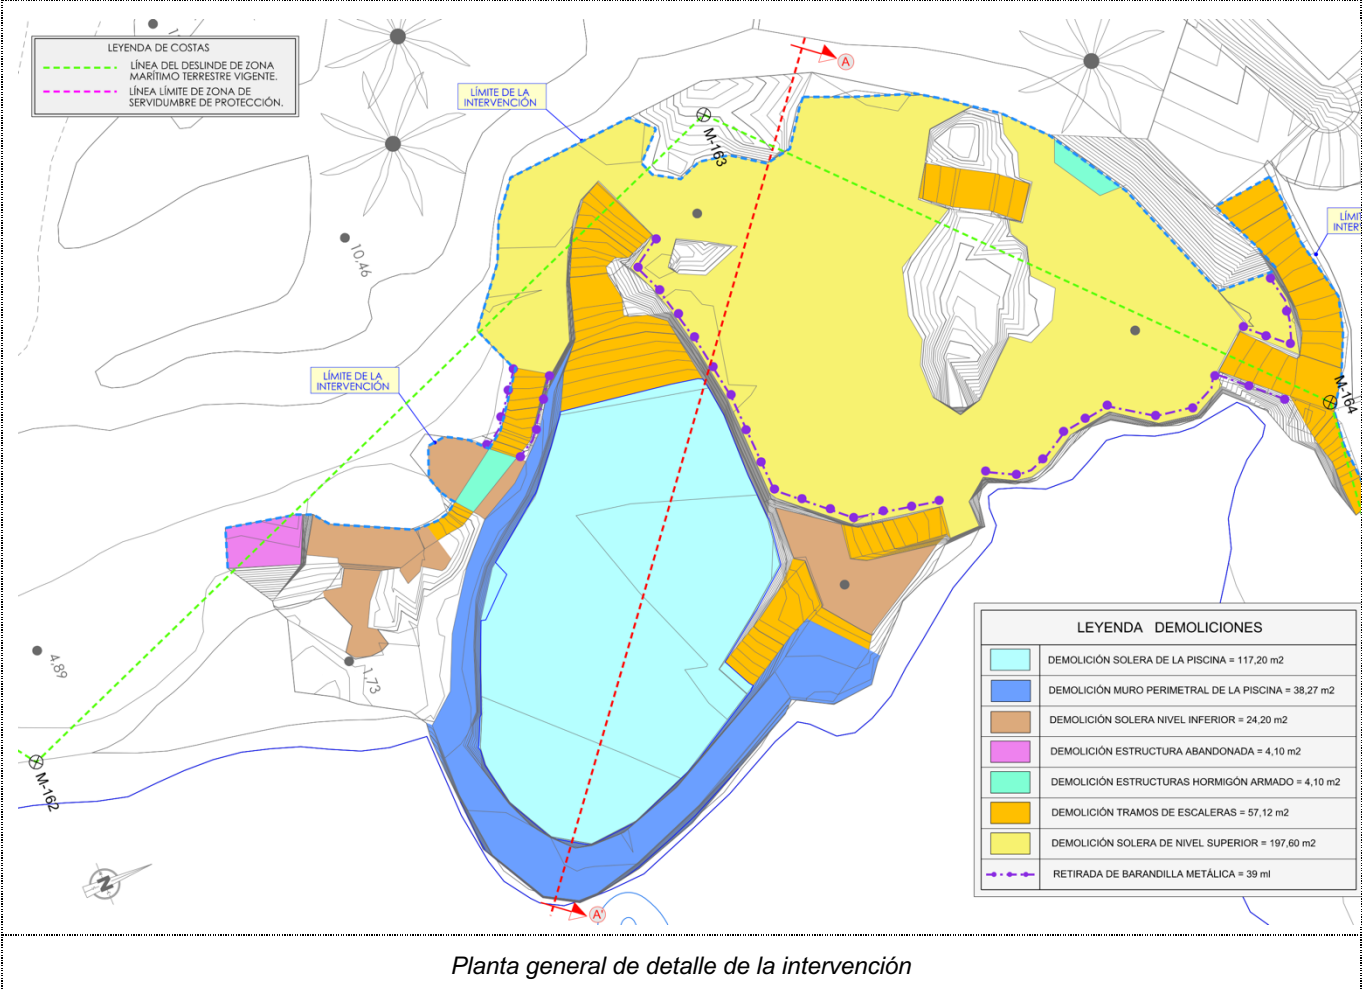 LEYENDA DE COSTAS
LÍNEA DEL DESLINDE DE ZONA
MARÍTIMO TERRESTRE VIGENTE.
LÍNEA LÍMITE DE ZONA DE
SERVIDUMBRE DE PROTECCIÓN.
LÍMITE DE LA
INTERVENCIÓN
A
M-163
10,46
LÍMITE DE LA
INTERVENCIÓN
M-164
4,89
1,73
M-162
N
A'
LEYENDA DEMOLICIONES
DEMOLICIÓN SOLERA DE LA PISCINA = 117,20 m2
DEMOLICIÓN MURO PERIMETRAL DE LA PISCINA = 38,27 m2
DEMOLICIÓN SOLERA NIVEL INFERIOR = 24,20 m2
DEMOLICIÓN ESTRUCTURA ABANDONADA = 4,10 m2
DEMOLICIÓN ESTRUCTURAS HORMIGÓN ARMADO = 4,10 m2
DEMOLICIÓN TRAMOS DE ESCALERAS = 57,12 m2
DEMOLICIÓN SOLERA DE NIVEL SUPERIOR = 197,60 m2
RETIRADA DE BARANDILLA METÁLICA = 39 ml
Planta general de detalle de la intervención